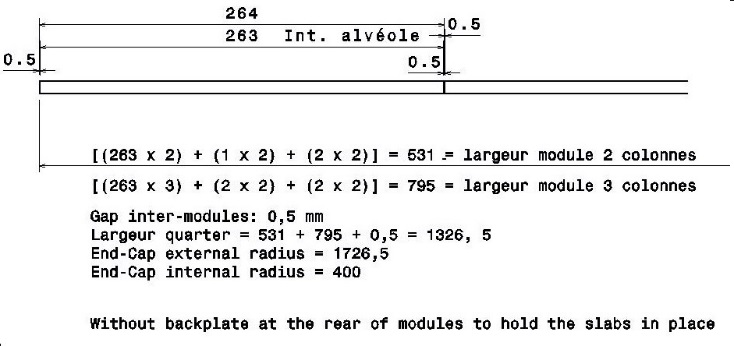 264
0.5
263 Int. alvéole
0.5
0.5
[(263 x 2) + (1 x 2) + (2 x 2)] = 531 = largeur module 2 colonnes
[(263 x 3) + (2 x 2) + (2 x 2)] = 795 = largeur module 3 colonnes
Gap inter-modules: 0,5 mm
Largeur quarter = 531 + 795 + 0,5 = 1326, 5
End-Cap external radius = 1726,5
End-Cap internal radius = 400
Without backplate at the rear of modules to hold the slabs in place